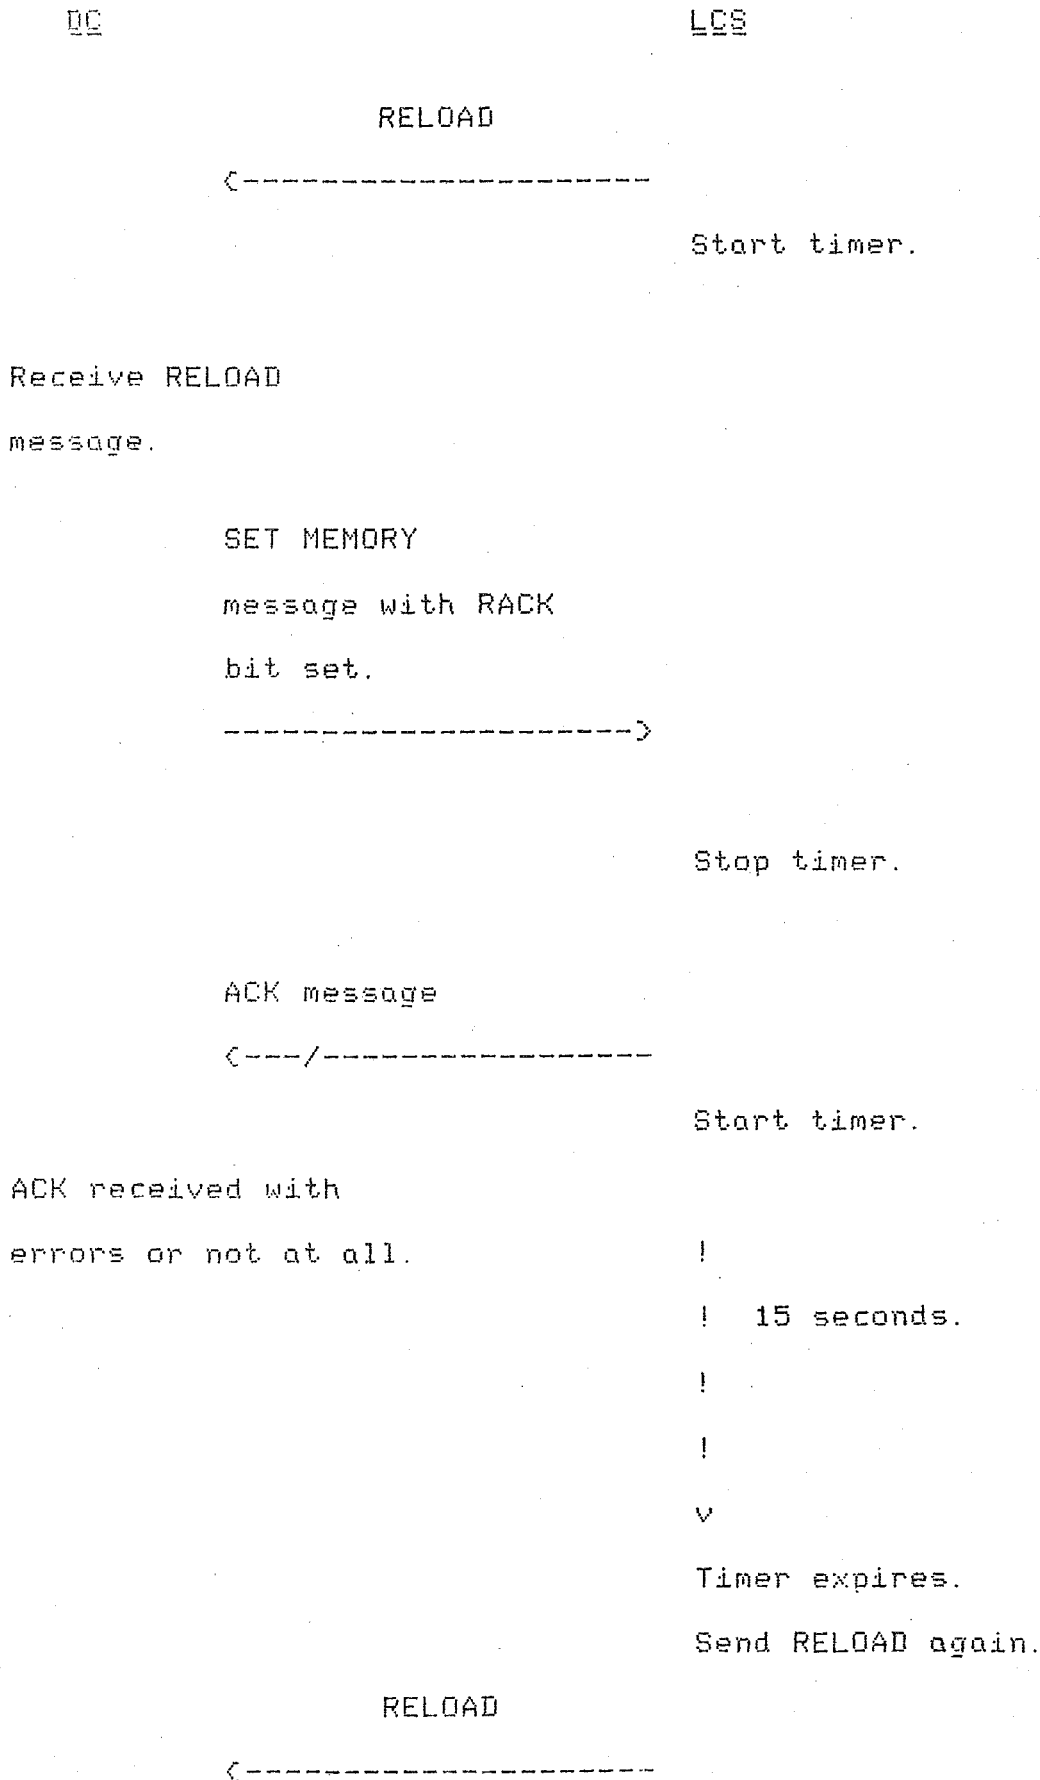 DC LCS
RELOAD
<---------------------
Start timer.
Receive RELOAD
message.
SET MEMORY
message with RACK
bit set.
--------------------->
Stop timer.
ACK message
<---/-----------------
Start timer.
ACK received with
errors or not at all. !
! 15 seconds.
!
!
v
Timer expires.
Send RELOAD again.
RELOAD
<---------------------